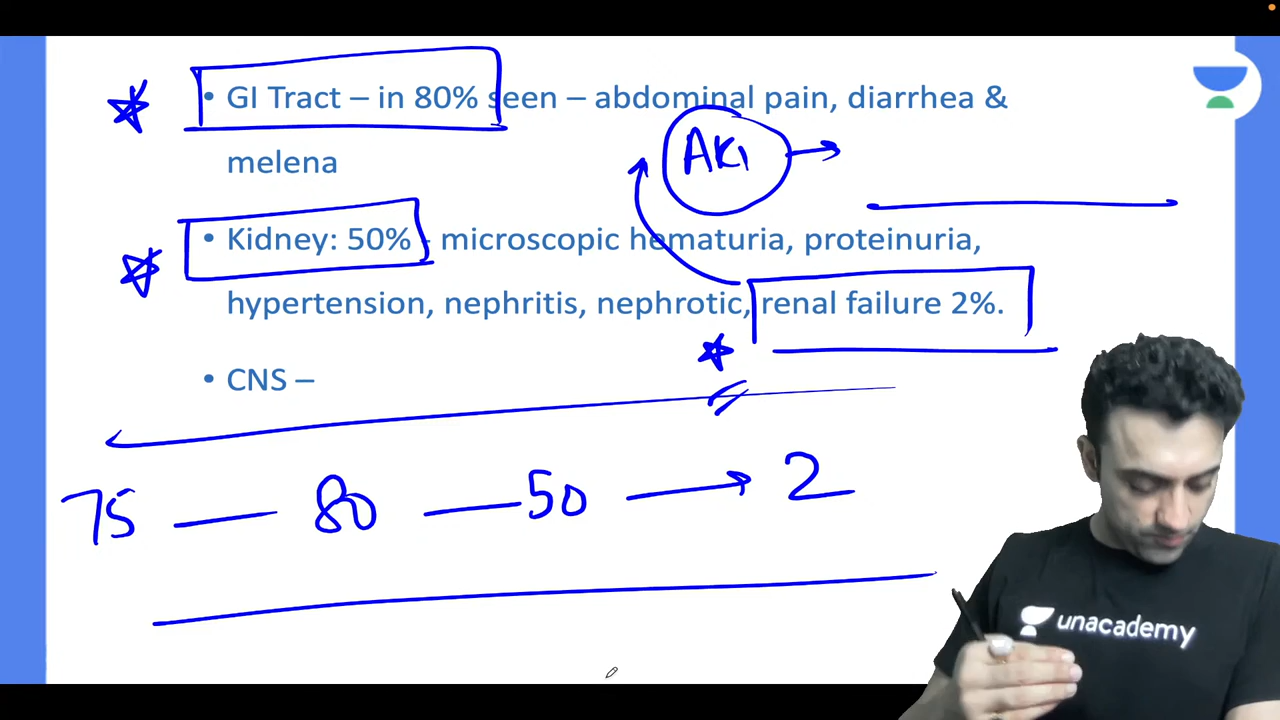 • GI Tract – in 80% seen – abdominal pain, diarrhea &
melena
AKI
• Kidney: 50% - microscopic hematuria, proteinuria,
hypertension, nephritis, nephrotic, renal failure 2%.
• CNS –
75 — 80 — 50 → 2
unacademy